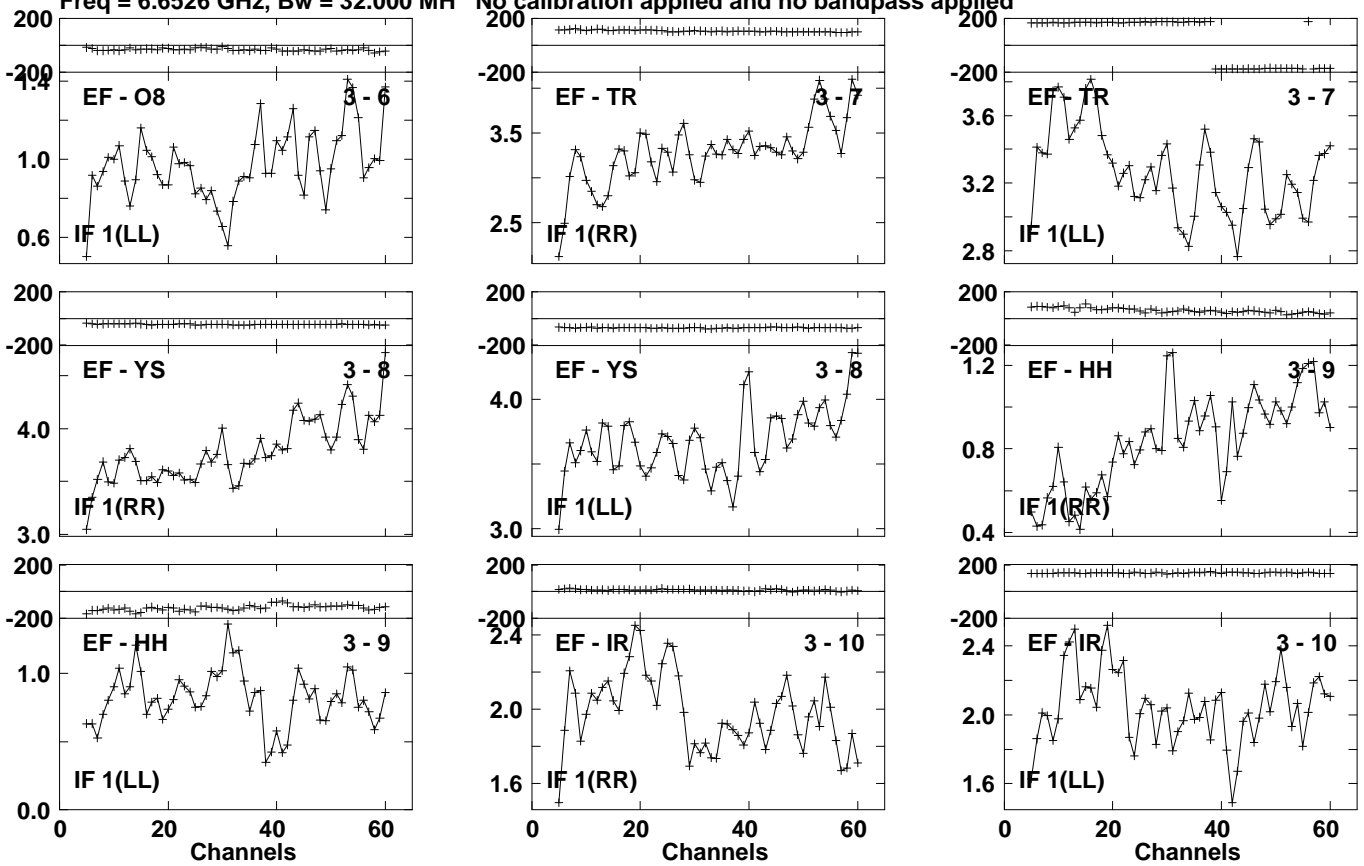 Freq = 6.6526 GHz, Bw = 32.000 MH No calibration applied and no bandpass applied
200
-200
1.4
1.0
0.6
EF - O8
3 - 6
IF 1(LL)
3.5
2.5
EF - TR
3 - 7
IF 1(RR)
3.6
3.2
2.8
EF - TR
3 - 7
IF 1(LL)
200
-200
4.0
3.0
EF - YS
3 - 8
IF 1(RR)
4.0
3.0
EF - YS
3 - 8
IF 1(LL)
200
-200
1.2
0.8
0.4
EF - HH
3 - 9
IF 1(RR)
200
-200
1.0
0.0
EF - HH
3 - 9
IF 1(LL)
200
-200
2.4
2.0
1.6
EF - IR
3 - 10
IF 1(RR)
200
-200
2.4
2.0
1.6
EF - IR
3 - 10
IF 1(LL)
0 20 40 60
Channels
0 20 40 60
Channels
0 20 40 60
Channels